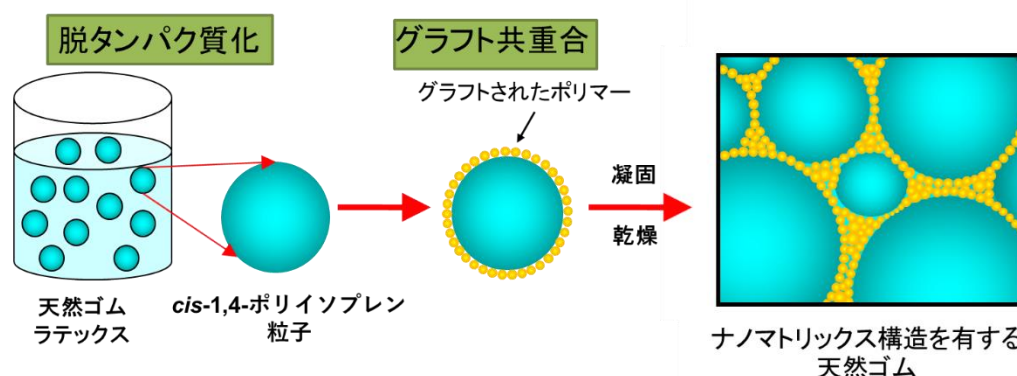 脱タンパク質化
グラフト共重合
グラフトされたポリマー
凝固
乾燥
天然ゴム
ラテックス
cis-1,4-ポリイソプレン
粒子
ナノマトリックス構造を有する
天然ゴム